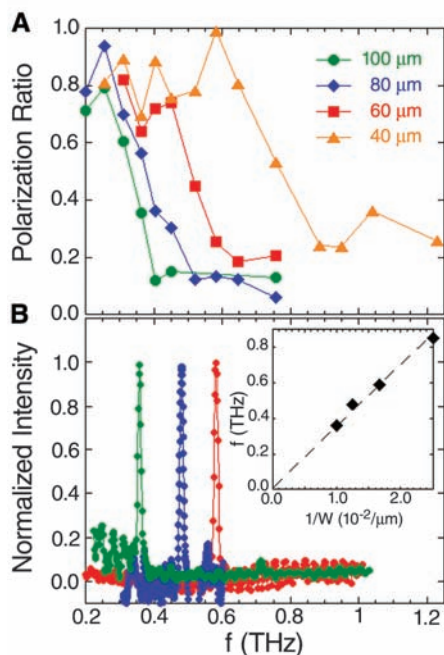 A
1.0
0.8
0.6
0.4
0.2
0.0
Polarization Ratio
100 μm
80 μm
60 μm
40 μm
B
1.0
0.8
0.6
0.4
0.2
0.0
Normalized Intensity
0.8
0.4
0.0
f (THz)
0.0
1.0
2.0
1/W (10⁻²/μm)
0.2
0.4
0.6
0.8
1.0
1.2
f (THz)